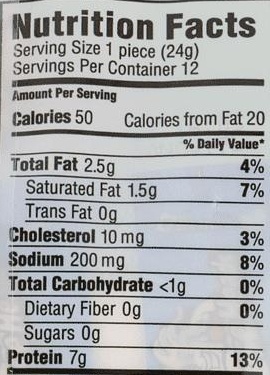 Nutrition Facts
Serving Size 1 piece (24g)
Servings Per Container 12
Amount Per Serving
Calories 50 Calories from Fat 20
% Daily Value*
Total Fat 2.5g 4%
Saturated Fat 1.5g 7%
Trans Fat 0g
Cholesterol 10 mg 3%
Sodium 200 mg 8%
Total Carbohydrate <1g 0%
Dietary Fiber 0g 0%
Sugars 0g
Protein 7g 13%